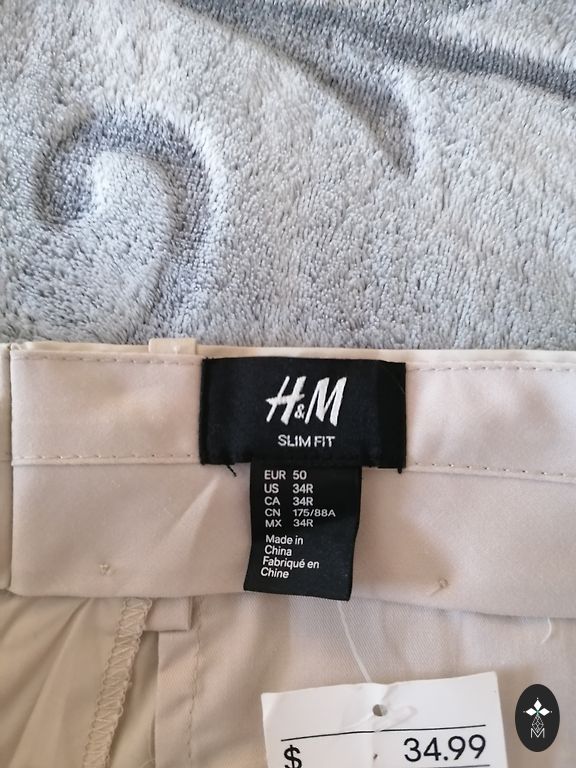 H&M
SLIM FIT
EUR 50
US 34R
CA 34R
CN 175/88A
MX 34R
Made in
China
Fabriqué en
Chine
$ 34.99
M